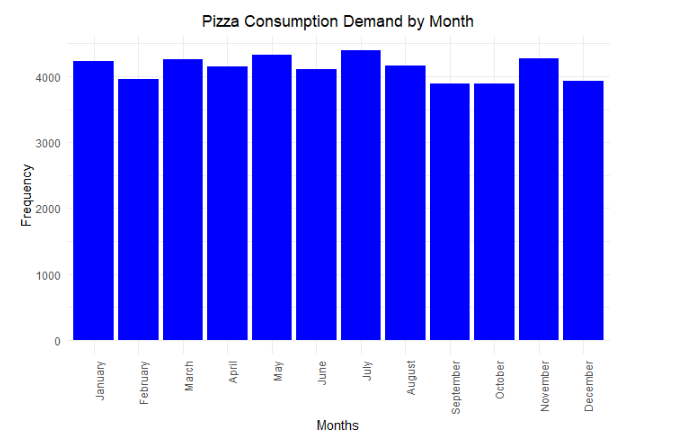 Pizza Consumption Demand by Month
Frequency
4000
3000
2000
1000
0
January
February
March
April
May
June
July
August
September
October
November
December
Months